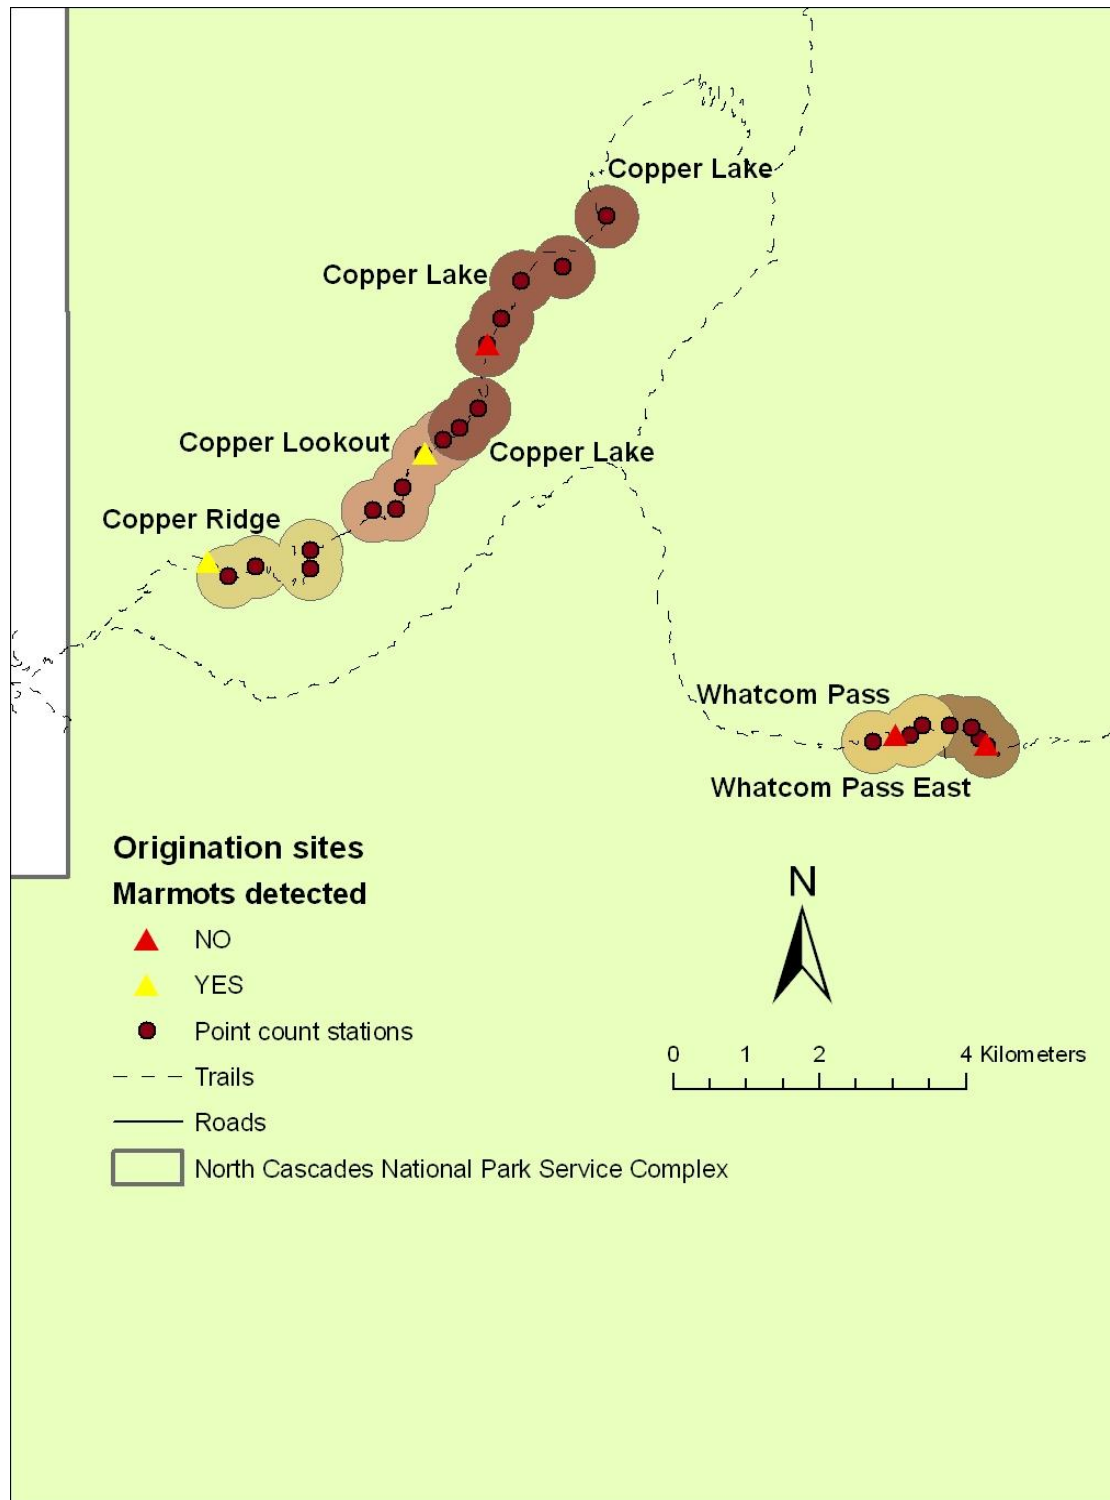 Copper Lake
Copper Lake
Copper Lookout
Copper Lake
Copper Ridge
Whatcom Pass
Whatcom Pass East
Origination sites
Marmots detected
NO
YES
Point count stations
Trails
Roads
North Cascades National Park Service Complex
N
0 1 2 4 Kilometers